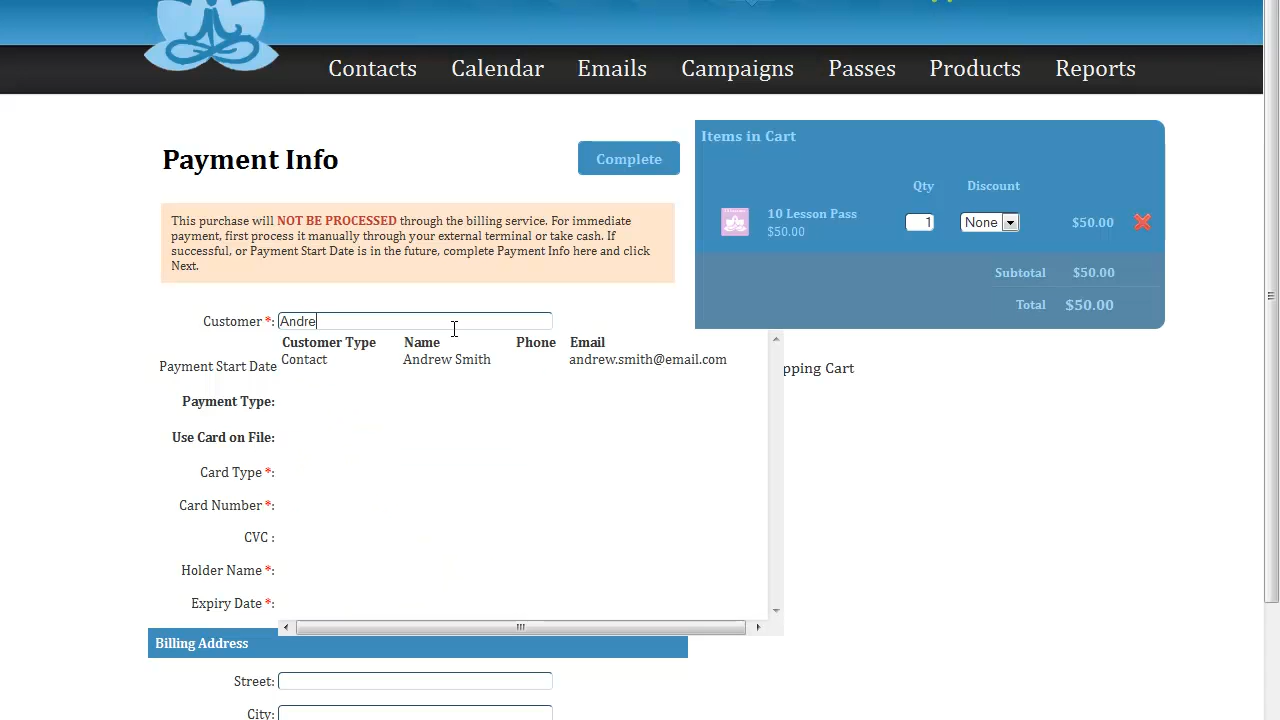 Contacts Calendar Emails Campaigns Passes Products Reports
Payment Info
Complete
This purchase will NOT BE PROCESSED through the billing service. For immediate
payment, first process it manually through your external terminal or take cash. If
successful, or Payment Start Date is in the future, complete Payment Info here and click
Next.
Items in Cart
Qty Discount
10 Lesson Pass
$50.00
1 None $50.00
Subtotal $50.00
Total $50.00
pping Cart
Customer *: Andre
Customer Type Name Phone Email
Contact Andrew Smith andrew.smith@email.com
Payment Start Date
Payment Type:
Use Card on File:
Card Type *:
Card Number *:
CVC :
Holder Name *:
Expiry Date *:
Billing Address
Street:
City: